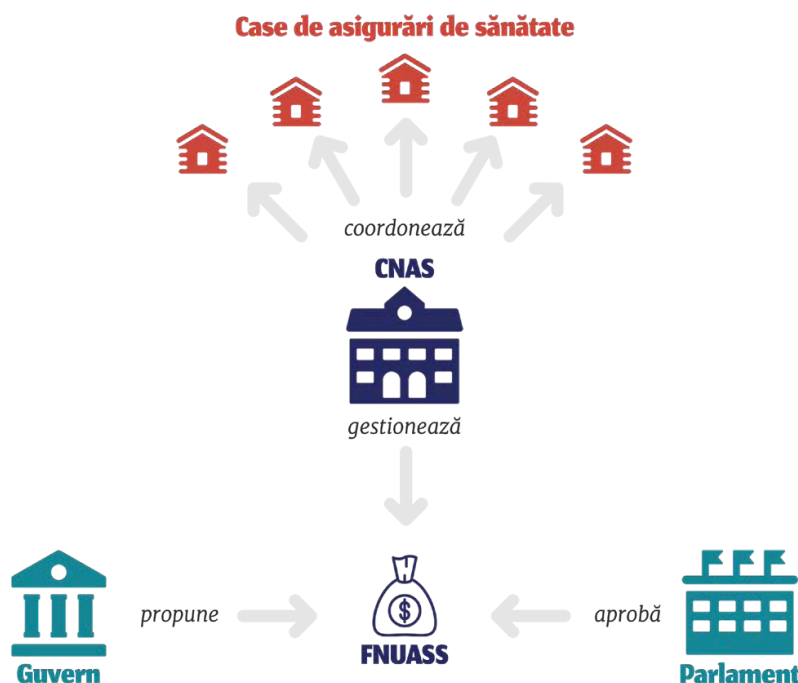 Case de asigurări de sănătate
coordonează
CNAS
gestionează
propune
$
aprobă
FNUASS
Guvern
Parlament